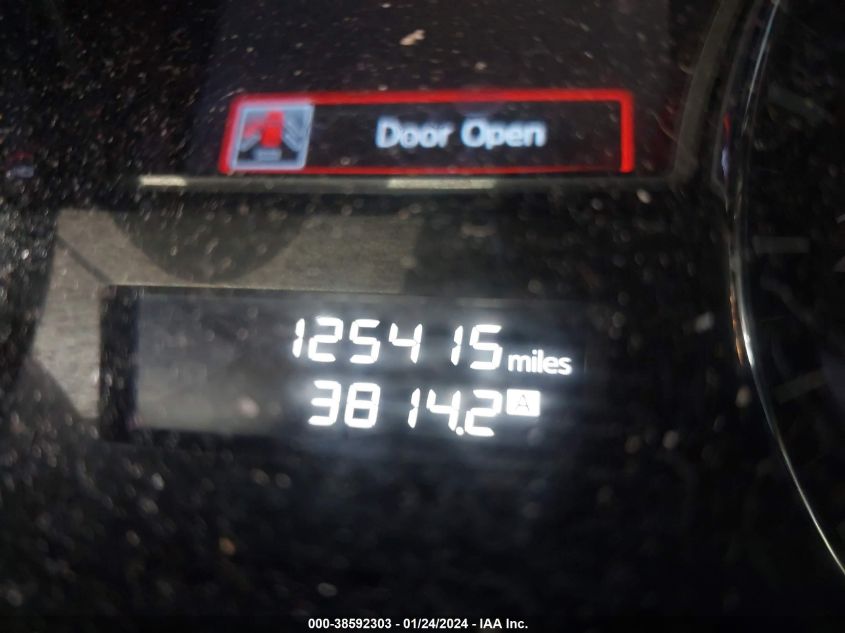 Door Open
125415 miles
3814.2 A
000-38592303 - 01/24/2024 - IAA Inc.